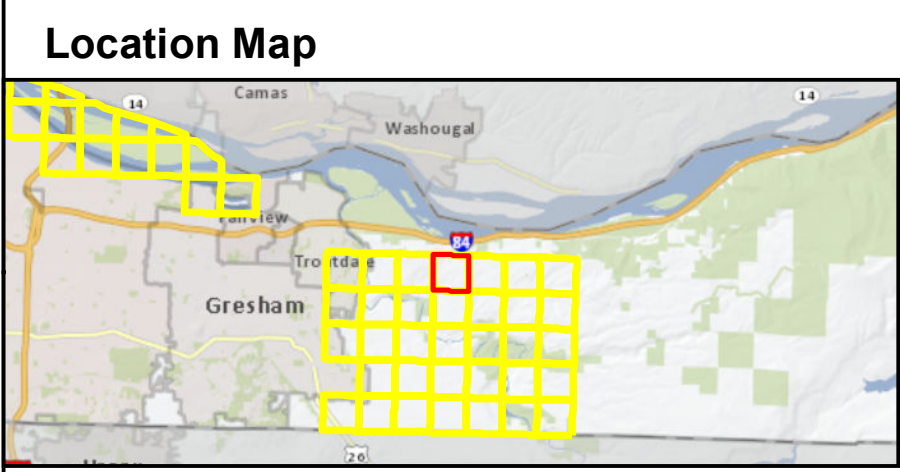 Location Map
14
Camas
14
Washougal
Fairview
84
Troutdale
Gresham
26